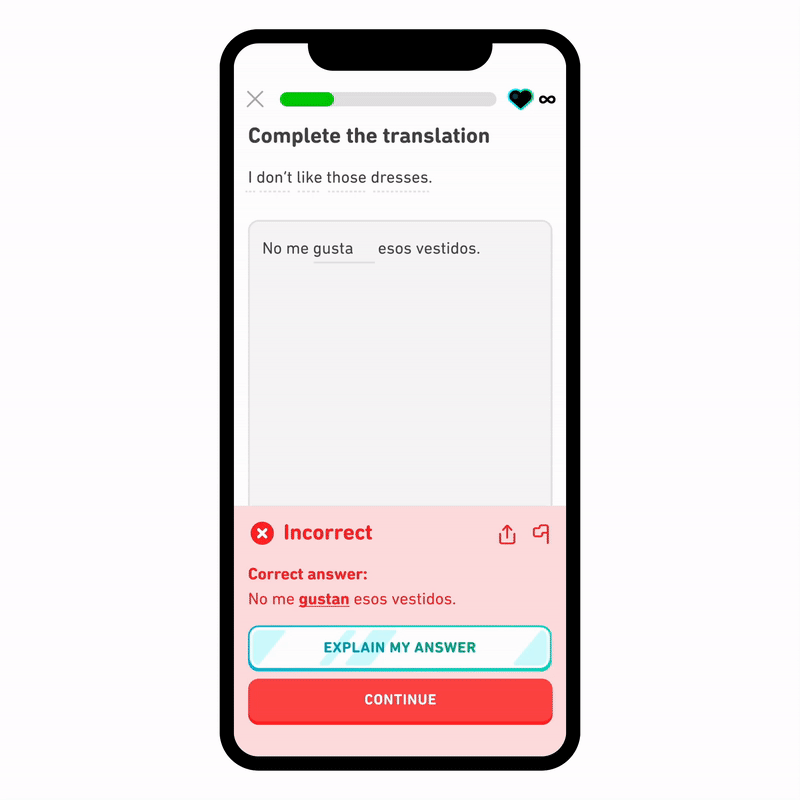 ∞
Complete the translation
I don't like those dresses.
No me gusta esos vestidos.
Incorrect
Correct answer:
No me gustan esos vestidos.
EXPLAIN MY ANSWER
CONTINUE